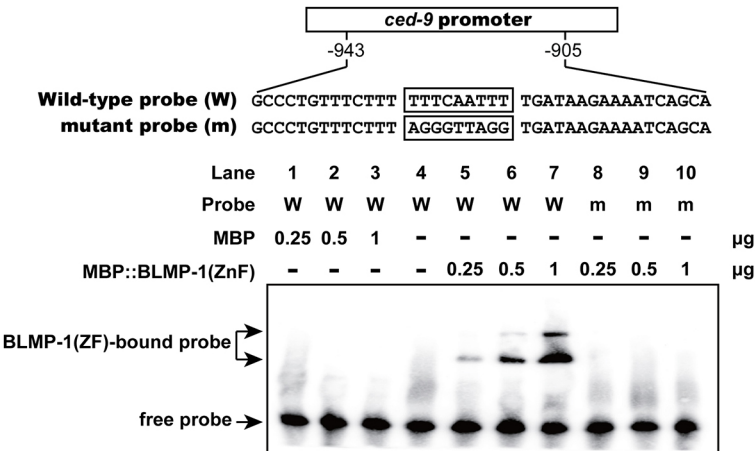 ced-9 promoter
-943 -905
Wild-type probe (W) GCCCTGTTTCTTT TTTCAATTT TGATAAGAAAATCAGCA
mutant probe (m) GCCCTGTTTCTTT AGGGTTAGG TGATAAGAAAATCAGCA
Lane 1 2 3 4 5 6 7 8 9 10
Probe W W W W W W W m m m
MBP 0.25 0.5 1 - - - - - - - µg
MBP::BLMP-1(ZnF) - - - - 0.25 0.5 1 0.25 0.5 1 µg
BLMP-1(ZF)-bound probe
free probe